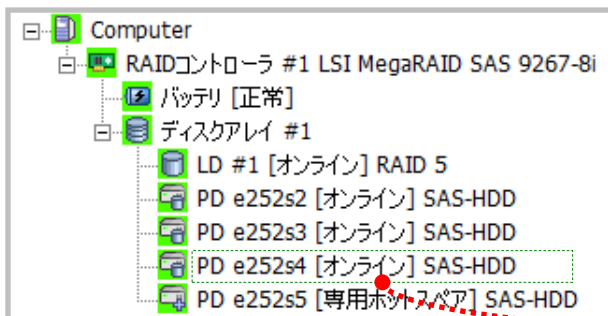 Computer
RAIDコントローラ #1 LSI MegaRAID SAS 9267-8i
バッテリ [正常]
ディスクアレイ #1
LD #1 [オンライン] RAID 5
PD e252s2 [オンライン] SAS-HDD
PD e252s3 [オンライン] SAS-HDD
PD e252s4 [オンライン] SAS-HDD
PD e252s5 [専用ホットスペア] SAS-HDD